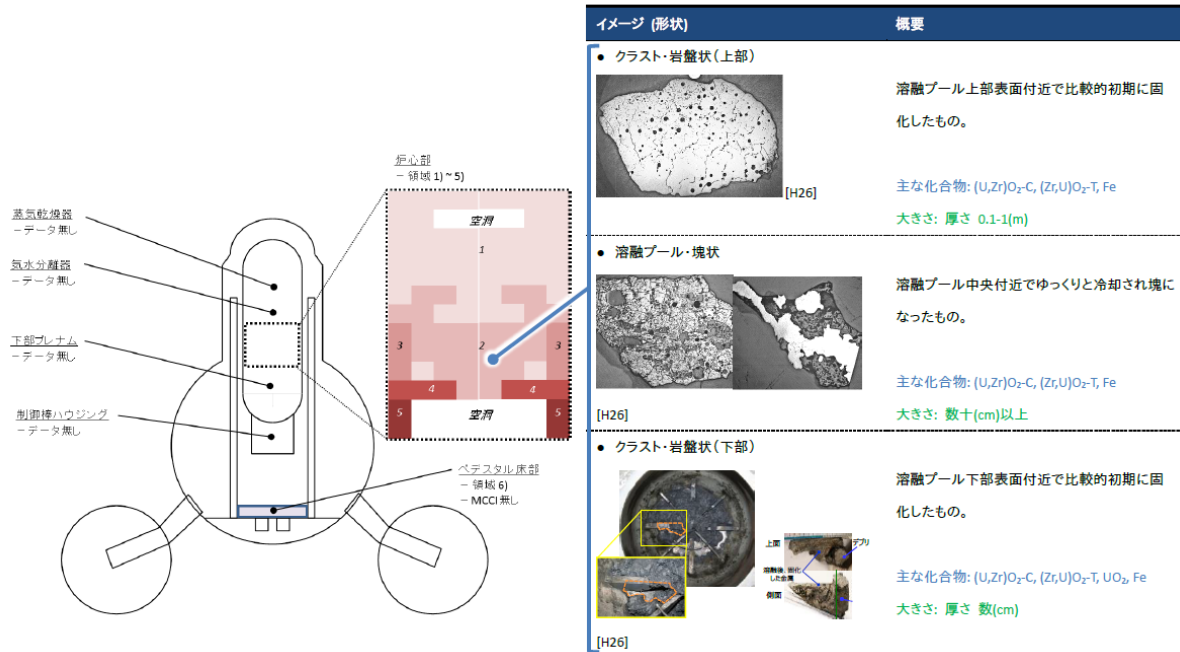 炉心部
– 領域 1) ~ 5)
空洞
1
3
2
3
4
4
5
空洞
5
蒸気乾燥器
– データ無し
気水分離器
– データ無し
下部プレナム
– データ無し
制御棒ハウジング
– データ無し
ペデスタル床部
– 領域 6)
– MCCI 無し
イメージ (形状)
概要
● クラスト・岩盤状(上部)
[H26]
溶融プール上部表面付近で比較的初期に固
化したもの。
主な化合物: (U,Zr)O₂-C, (Zr,U)O₂-T, Fe
大きさ: 厚さ 0.1-1(m)
● 溶融プール・塊状
[H26]
溶融プール中央付近でゆっくりと冷却され塊に
なったもの。
主な化合物: (U,Zr)O₂-C, (Zr,U)O₂-T, Fe
大きさ: 数十(cm)以上
● クラスト・岩盤状(下部)
上面
デブリ
溶融後、固化
した金属
側面
[H26]
溶融プール下部表面付近で比較的初期に固
化したもの。
主な化合物: (U,Zr)O₂-C, (Zr,U)O₂-T, UO₂, Fe
大きさ: 厚さ 数(cm)